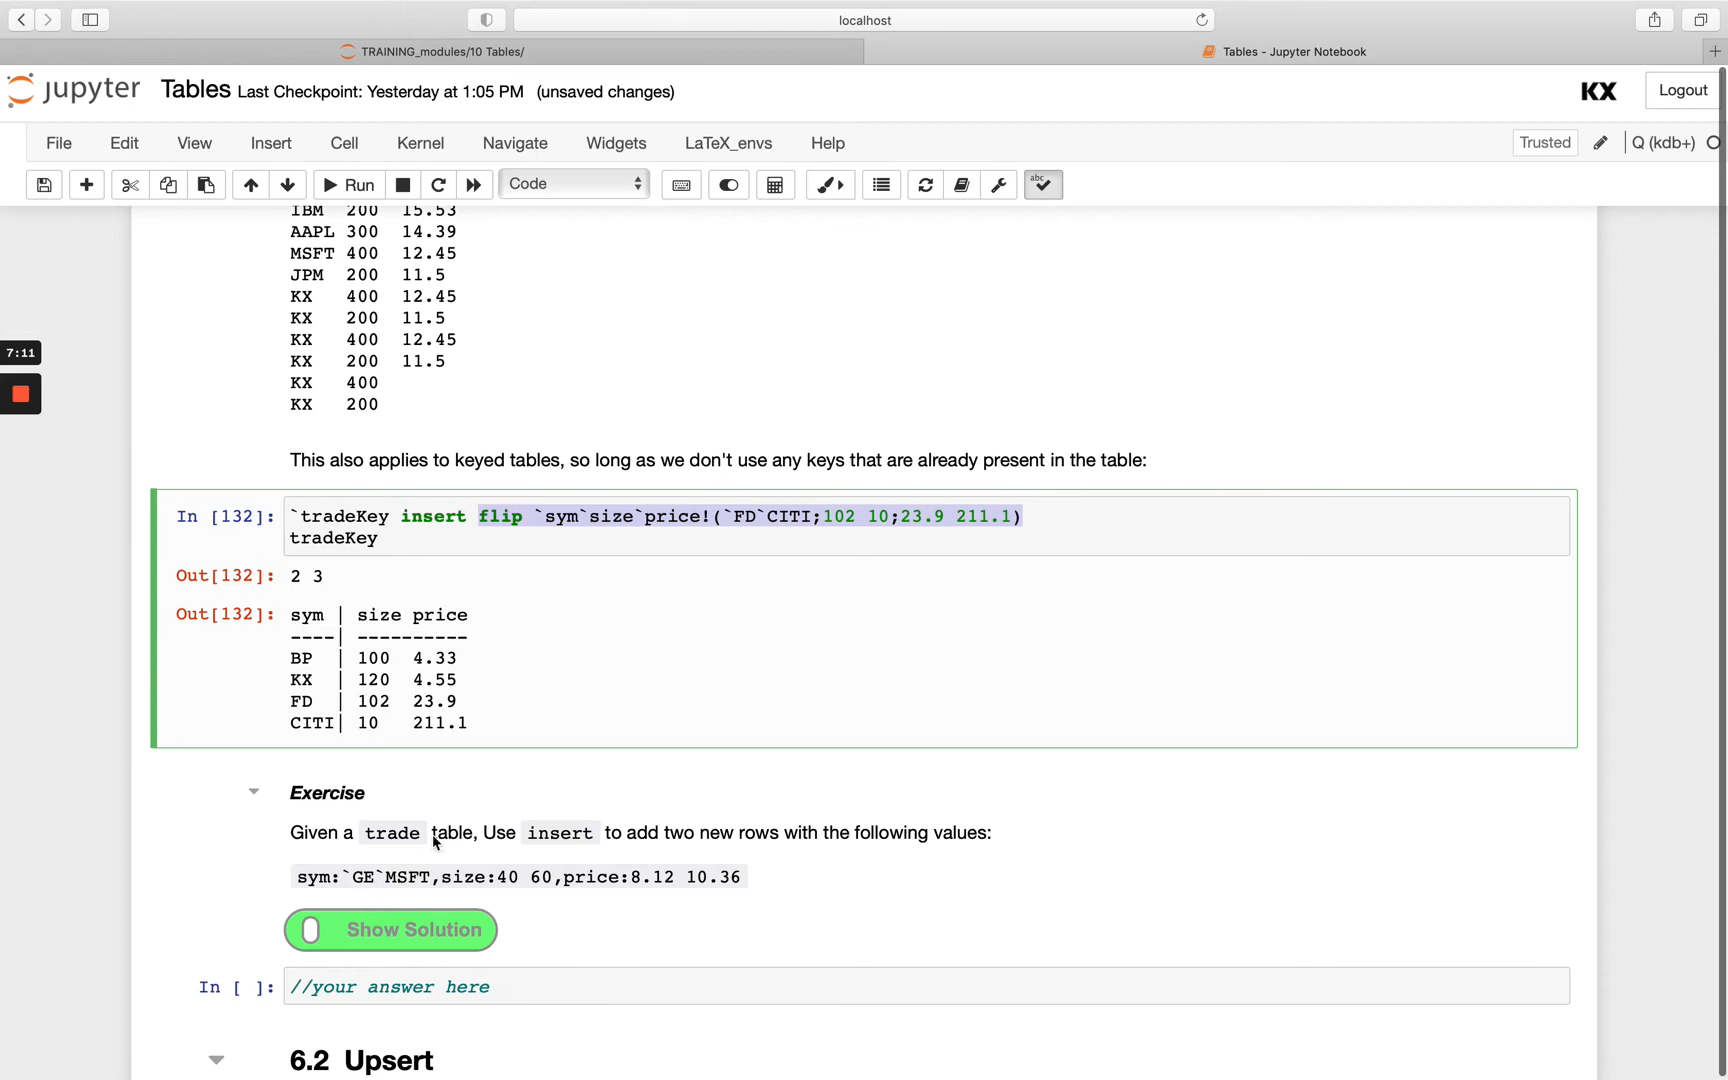 localhost
TRAINING_modules/10 Tables/
Tables - Jupyter Notebook
jupyter Tables Last Checkpoint: Yesterday at 1:05 PM (unsaved changes)
KX
Logout
File Edit View Insert Cell Kernel Navigate Widgets LaTeX_envs Help
Trusted
Q (kdb+)
Run
Code
abc
IBM 200 15.53
AAPL 300 14.39
MSFT 400 12.45
JPM 200 11.5
KX 400 12.45
KX 200 11.5
KX 400 12.45
KX 200 11.5
KX 400
KX 200
7:11
This also applies to keyed tables, so long as we don't use any keys that are already present in the table:
In [132]: `tradeKey insert flip `sym`size`price!(`FD`CITI;102 10;23.9 211.1)
tradeKey
Out[132]: 2 3
Out[132]: sym | size price
----| ----------
BP | 100 4.33
KX | 120 4.55
FD | 102 23.9
CITI| 10 211.1
Exercise
Given a trade table, Use insert to add two new rows with the following values:
sym:`GE`MSFT,size:40 60,price:8.12 10.36
Show Solution
In [ ]: //your answer here
6.2 Upsert